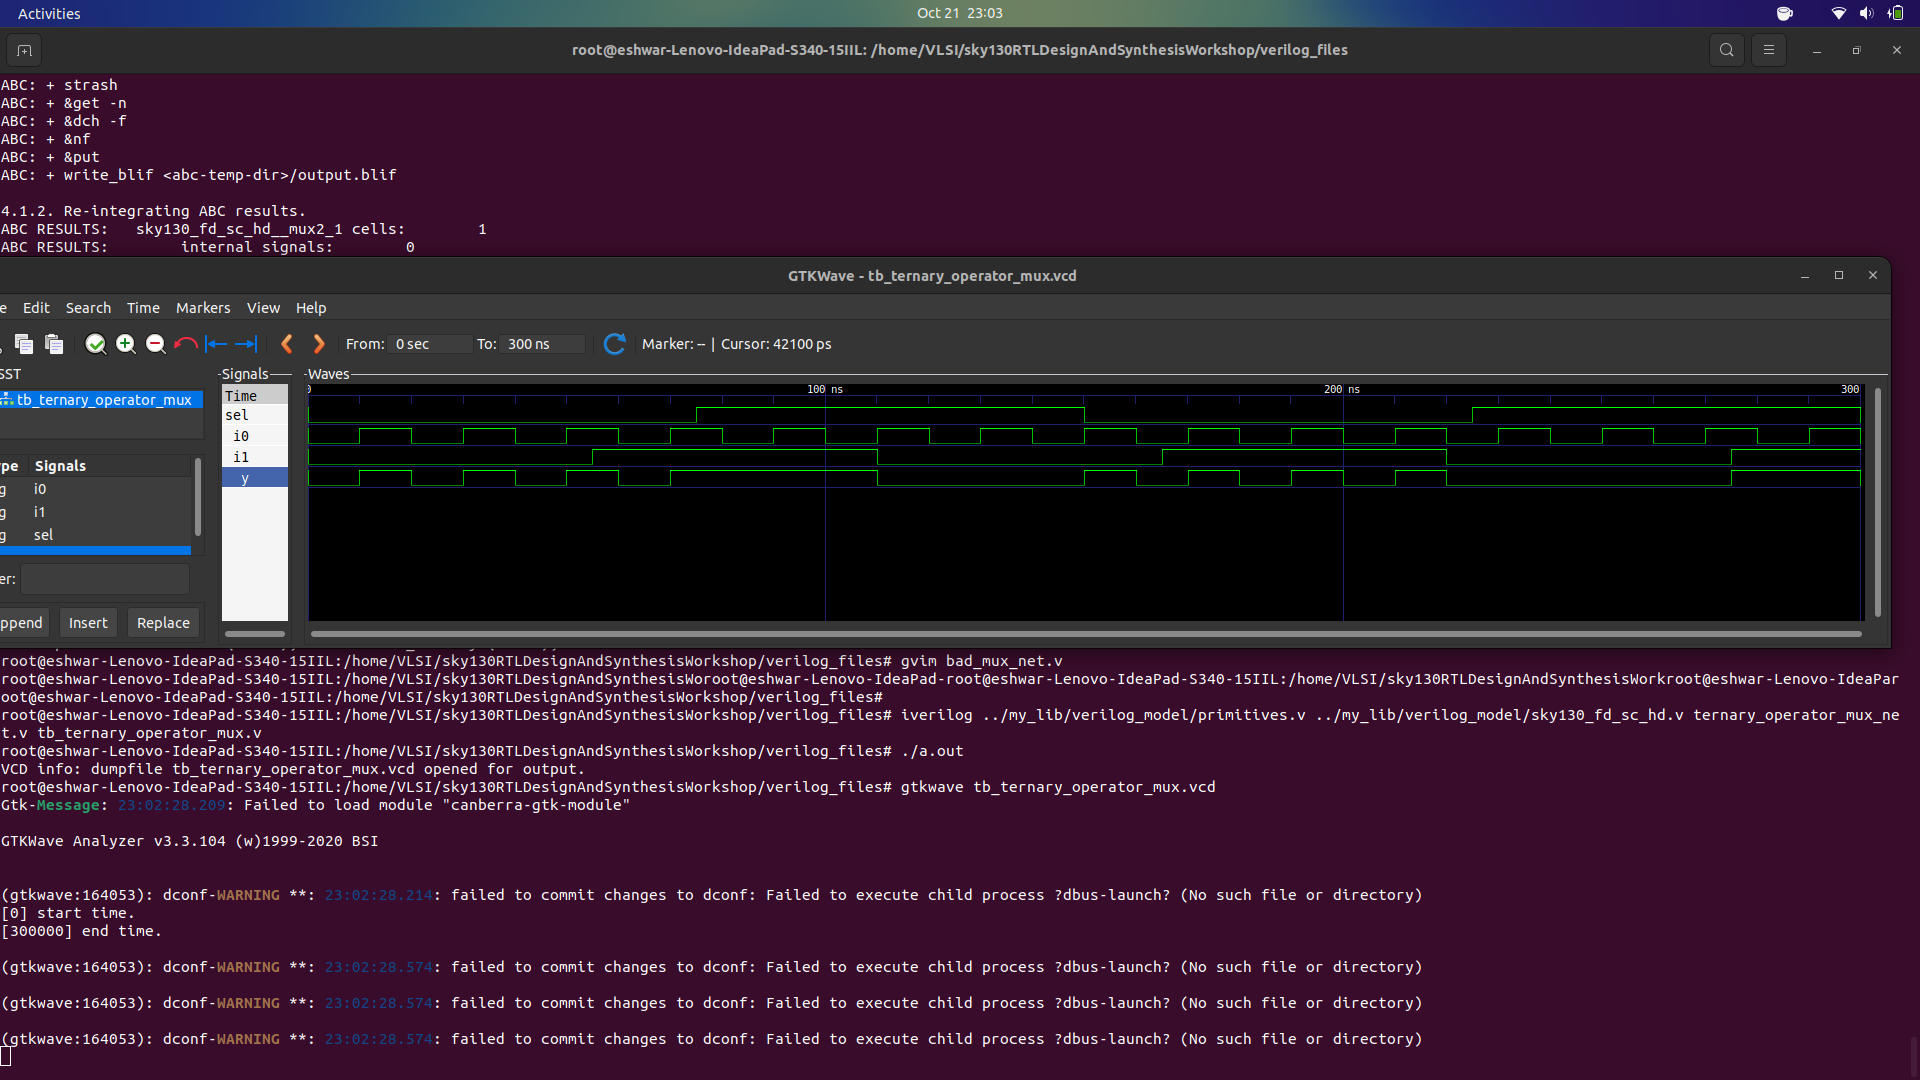 Activities
Oct 21 23:03
root@eshwar-Lenovo-IdeaPad-S340-15IIL: /home/VLSI/sky130RTLDesignAndSynthesisWorkshop/verilog_files
ABC: + strash
ABC: + &get -n
ABC: + &dch -f
ABC: + &nf
ABC: + &put
ABC: + write_blif <abc-temp-dir>/output.blif
4.1.2. Re-integrating ABC results.
ABC RESULTS:   sky130_fd_sc_hd__mux2_1 cells:        1
ABC RESULTS:        internal signals:        0
GTKWave - tb_ternary_operator_mux.vcd
e Edit Search Time Markers View Help
From: 0 sec To: 300 ns Marker: -- | Cursor: 42100 ps
SST
Signals
Waves
tb_ternary_operator_mux
Time
0 100 ns 200 ns 300
sel
i0
i1
y
ype Signals
g i0
g i1
g sel
er:
ppend Insert Replace
root@eshwar-Lenovo-IdeaPad-S340-15IIL:/home/VLSI/sky130RTLDesignAndSynthesisWorkshop/verilog_files# gvim bad_mux_net.v
root@eshwar-Lenovo-IdeaPad-S340-15IIL:/home/VLSI/sky130RTLDesignAndSynthesisWoroot@eshwar-Lenovo-IdeaPad-root@eshwar-Lenovo-IdeaPad-S340-15IIL:/home/VLSI/sky130RTLDesignAndSynthesisWorkroot@eshwar-Lenovo-IdeaPar
oot@eshwar-Lenovo-IdeaPad-S340-15IIL:/home/VLSI/sky130RTLDesignAndSynthesisWorkshop/verilog_files#
root@eshwar-Lenovo-IdeaPad-S340-15IIL:/home/VLSI/sky130RTLDesignAndSynthesisWorkshop/verilog_files# iverilog ../my_lib/verilog_model/primitives.v ../my_lib/verilog_model/sky130_fd_sc_hd.v ternary_operator_mux_ne
t.v tb_ternary_operator_mux.v
root@eshwar-Lenovo-IdeaPad-S340-15IIL:/home/VLSI/sky130RTLDesignAndSynthesisWorkshop/verilog_files# ./a.out
VCD info: dumpfile tb_ternary_operator_mux.vcd opened for output.
root@eshwar-Lenovo-IdeaPad-S340-15IIL:/home/VLSI/sky130RTLDesignAndSynthesisWorkshop/verilog_files# gtkwave tb_ternary_operator_mux.vcd
Gtk-Message: 23:02:28.209: Failed to load module "canberra-gtk-module"
GTKWave Analyzer v3.3.104 (w)1999-2020 BSI
(gtkwave:164053): dconf-WARNING **: 23:02:28.214: failed to commit changes to dconf: Failed to execute child process ?dbus-launch? (No such file or directory)
[0] start time.
[300000] end time.
(gtkwave:164053): dconf-WARNING **: 23:02:28.574: failed to commit changes to dconf: Failed to execute child process ?dbus-launch? (No such file or directory)
(gtkwave:164053): dconf-WARNING **: 23:02:28.574: failed to commit changes to dconf: Failed to execute child process ?dbus-launch? (No such file or directory)
(gtkwave:164053): dconf-WARNING **: 23:02:28.574: failed to commit changes to dconf: Failed to execute child process ?dbus-launch? (No such file or directory)